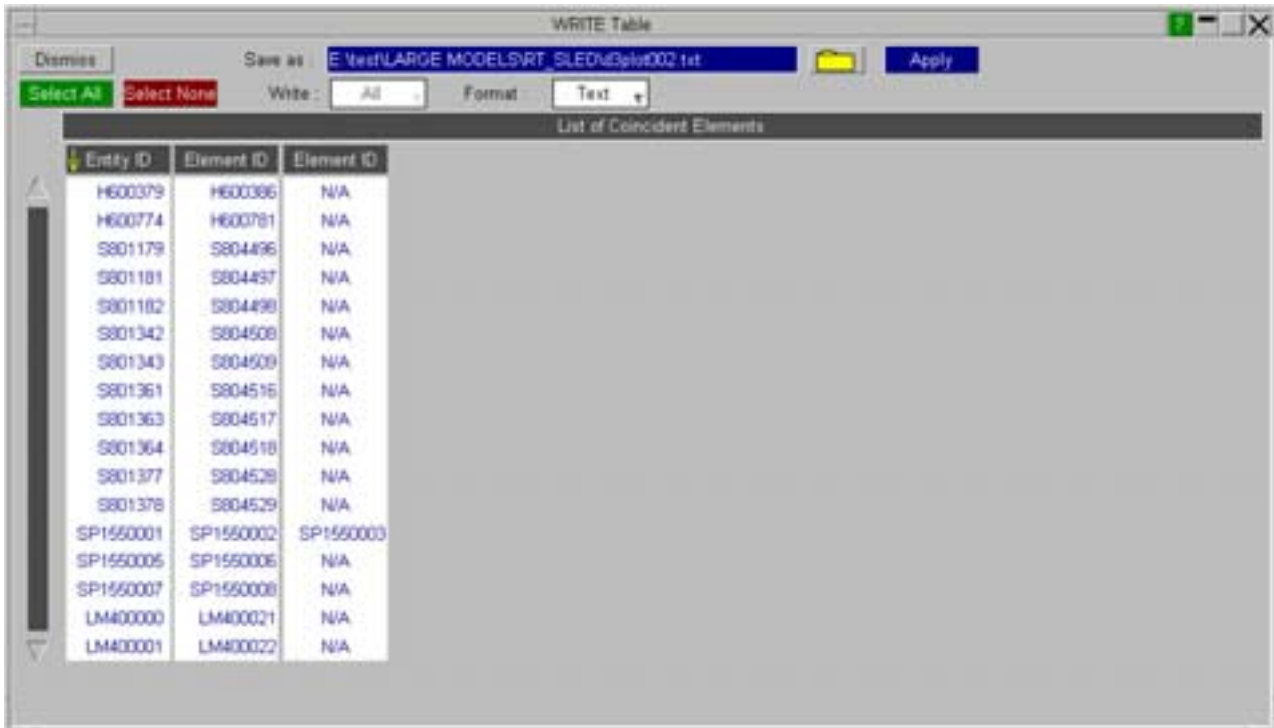 WRITE Table ? X
Dismiss Save as : E:\test\LARGE MODELS\RT_SLED\d3plot002.txt Apply
Select All Select None Write : All Format Text
List of Coincident Elements
Entity ID Element ID Element ID
H600379 H600386 N/A
H600774 H600781 N/A
S801179 S804496 N/A
S801181 S804497 N/A
S801182 S804498 N/A
S801342 S804508 N/A
S801343 S804509 N/A
S801361 S804516 N/A
S801363 S804517 N/A
S801364 S804518 N/A
S801377 S804528 N/A
S801378 S804529 N/A
SP1550001 SP1550002 SP1550003
SP1550005 SP1550006 N/A
SP1550007 SP1550008 N/A
LM400000 LM400021 N/A
LM400001 LM400022 N/A